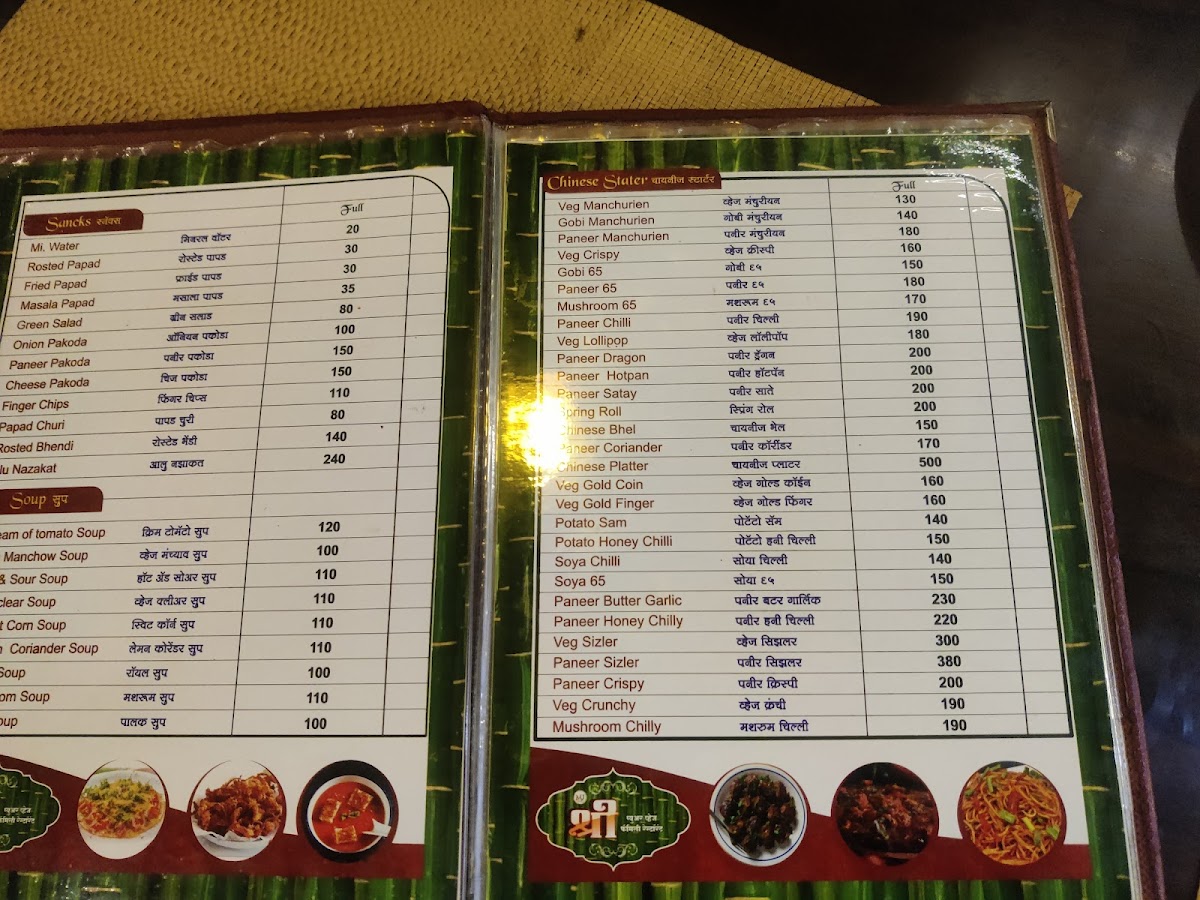 Sancks स्नॅक्स Full
Mi. Water मिनरल वॉटर 20
Rosted Papad रोस्टेड पापड 30
Fried Papad फ्राईड पापड 30
Masala Papad मसाला पापड 35
Green Salad ग्रीन सलाड 80
Onion Pakoda ऑनियन पकोडा 100
Paneer Pakoda पनीर पकोडा 150
Cheese Pakoda चिज पकोडा 150
Finger Chips फिंगर चिप्स 110
Papad Churi पापड चुरी 80
Rosted Bhendi रोस्टेड भेंडी 140
lu Nazakat आलु नझाकत 240
Soup सुप
eam of tomato Soup क्रिम टोमॅटो सुप 120
Manchow Soup व्हेज मंच्याव सुप 100
& Sour Soup हॉट अँड सोअर सुप 110
clear Soup व्हेज क्लीअर सुप 110
t Corn Soup स्विट कॉर्न सुप 110
Coriander Soup लेमन कोरेंडर सुप 110
Soup रॉयल सुप 100
om Soup मशरूम सुप 110
oup पालक सुप 100
प्युअर व्हेज
फॅमिली रेस्टॉरंट
Chinese Stater चायनीज स्टार्टर Full
Veg Manchurien व्हेज मंचुरीयन 130
Gobi Manchurien गोबी मंचुरीयन 140
Paneer Manchurien पनीर मंचुरीयन 180
Veg Crispy व्हेज क्रीस्पी 160
Gobi 65 गोबी ६५ 150
Paneer 65 पनीर ६५ 180
Mushroom 65 मशरूम ६५ 170
Paneer Chilli पनीर चिल्ली 190
Veg Lollipop व्हेज लॉलीपॉप 180
Paneer Dragon पनीर ड्रॅगन 200
Paneer Hotpan पनीर हॉटपॅन 200
Paneer Satay पनीर साते 200
Spring Roll स्प्रिंग रोल 200
Chinese Bhel चायनीज भेल 150
Paneer Coriander पनीर कॉरींडर 170
Chinese Platter चायनीज प्लाटर 500
Veg Gold Coin व्हेज गोल्ड कॉईन 160
Veg Gold Finger व्हेज गोल्ड फिंगर 160
Potato Sam पोटॅटो सॅम 140
Potato Honey Chilli पोटॅटो हनी चिल्ली 150
Soya Chilli सोया चिल्ली 140
Soya 65 सोया ६५ 150
Paneer Butter Garlic पनीर बटर गार्लिक 230
Paneer Honey Chilly पनीर हनी चिल्ली 220
Veg Sizler व्हेज सिझलर 300
Paneer Sizler पनीर सिझलर 380
Paneer Crispy पनीर क्रिस्पी 200
Veg Crunchy व्हेज क्रंची 190
Mushroom Chilly मशरुम चिल्ली 190
श्री
प्युअर व्हेज
फॅमिली रेस्टॉरंट